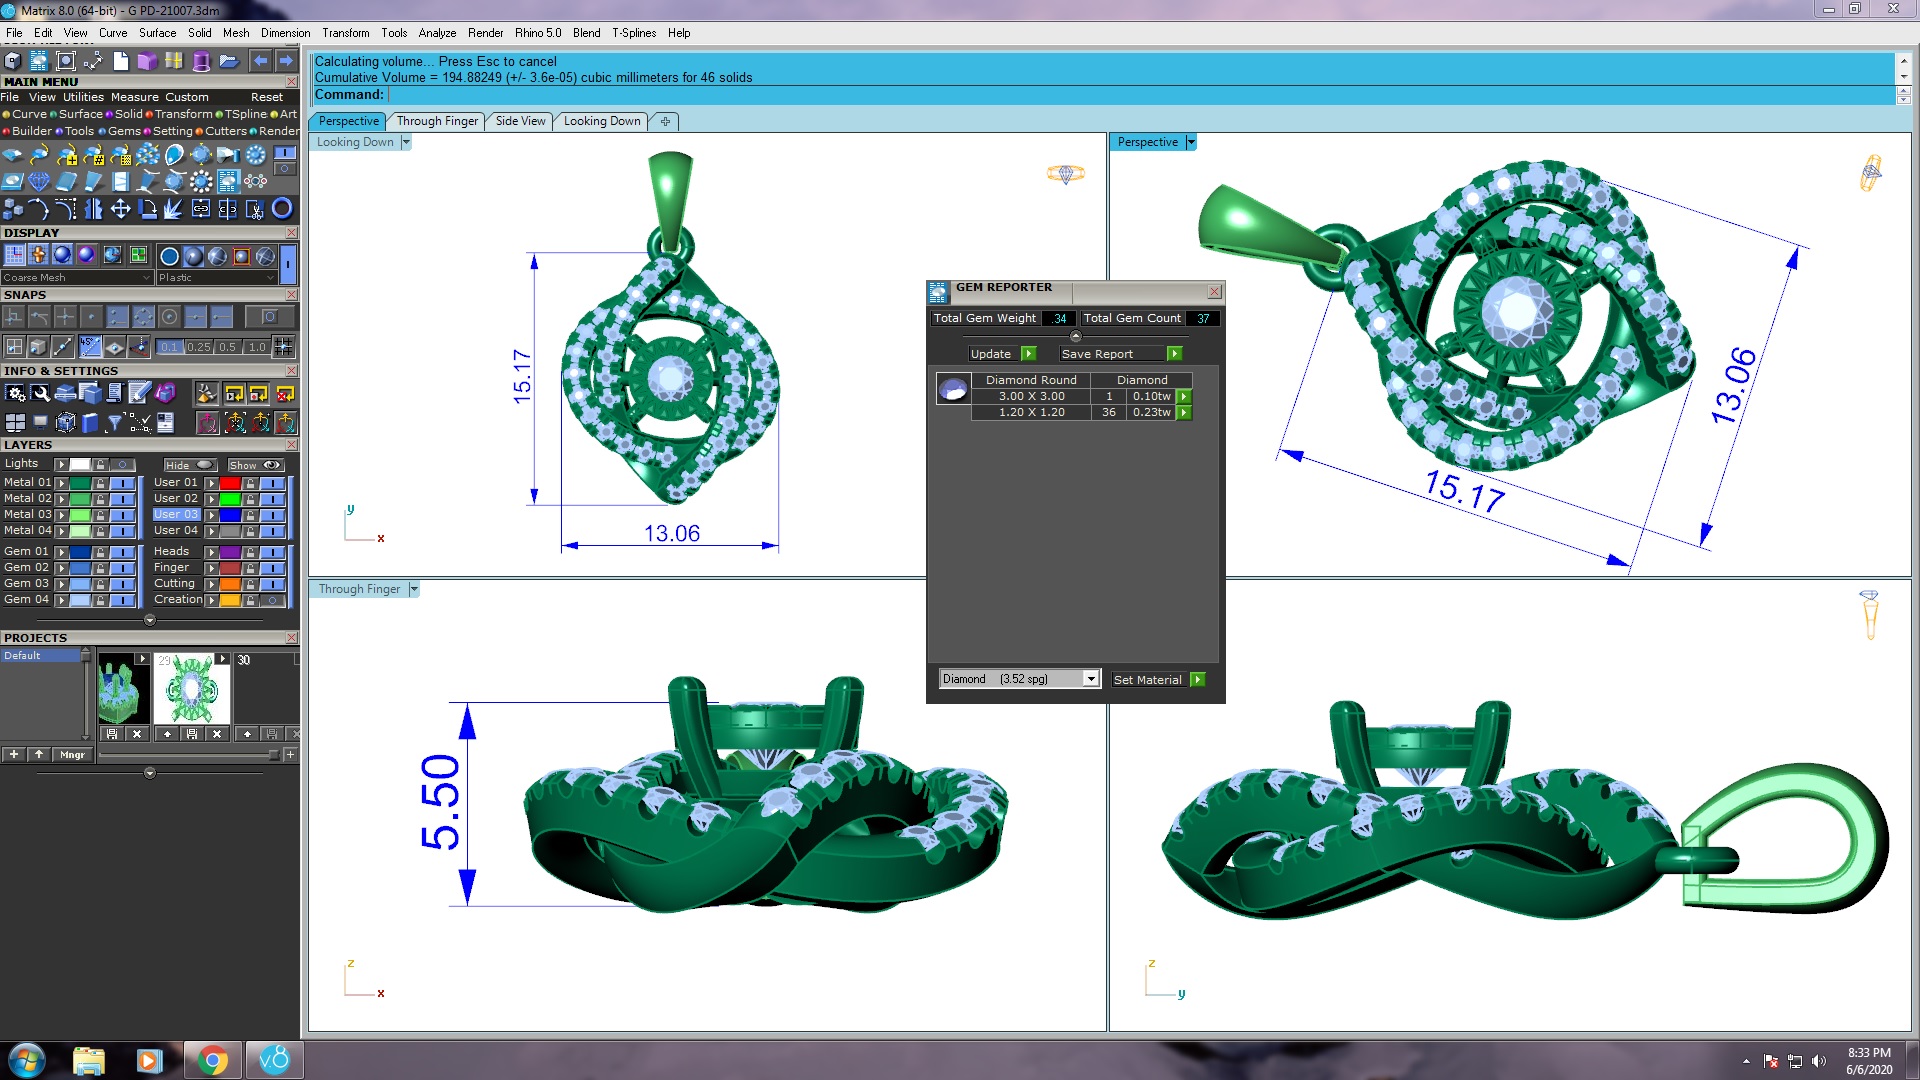 Matrix 8.0 (64-bit) - G PD-21007.3dm
File Edit View Curve Surface Solid Mesh Dimension Transform Tools Analyze Render Rhino 5.0 Blend T-Splines Help
Calculating volume... Press Esc to cancel
Cumulative Volume = 194.88249 (+/- 3.6e-05) cubic millimeters for 46 solids
Command:
MAIN MENU
File View Utilities Measure Custom Reset
Curve Surface Solid Transform TSpline Art
Builder Tools Gems Setting Cutters Render
DISPLAY
Coarse Mesh Plastic
SNAPS
45°
0.1 0.25 0.5 1.0
INFO & SETTINGS
LAYERS
Lights Hide Show
Metal 01 User 01
Metal 02 User 02
Metal 03 User 03
Metal 04 User 04
Gem 01 Heads
Gem 02 Finger
Gem 03 Cutting
Gem 04 Creation
PROJECTS
Default
29 30
Mngr
Perspective Through Finger Side View Looking Down
Looking Down
15.17
13.06
y
x
Perspective
13.06
15.17
GEM REPORTER
Total Gem Weight .34 Total Gem Count 37
Update Save Report
Diamond Round Diamond
3.00 X 3.00 1 0.10tw
1.20 X 1.20 36 0.23tw
Diamond (3.52 spg) Set Material
Through Finger
5.50
z
x
z
y
v8
8:33 PM
6/6/2020